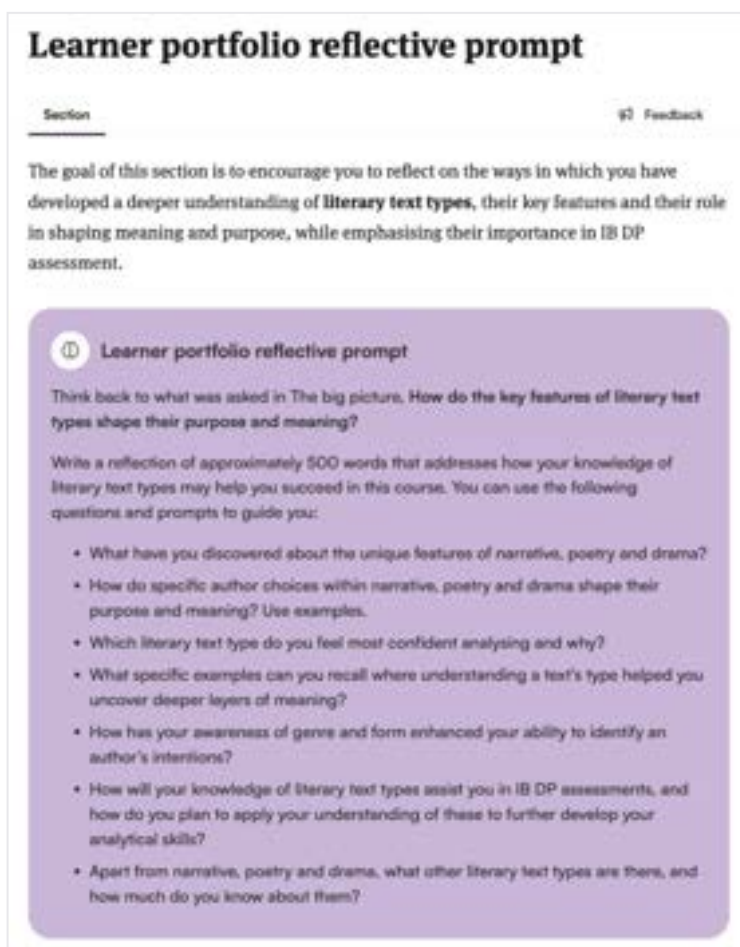 Learner portfolio reflective prompt
Section
Feedback
The goal of this section is to encourage you to reflect on the ways in which you have
developed a deeper understanding of literary text types, their key features and their role
in shaping meaning and purpose, while emphasising their importance in IB DP
assessment.
Learner portfolio reflective prompt
Think back to what was asked in The big picture. How do the key features of literary text
types shape their purpose and meaning?
Write a reflection of approximately 500 words that addresses how your knowledge of
literary text types may help you succeed in this course. You can use the following
questions and prompts to guide you:
• What have you discovered about the unique features of narrative, poetry and drama?
• How do specific author choices within narrative, poetry and drama shape their
purpose and meaning? Use examples.
• Which literary text type do you feel most confident analysing and why?
• What specific examples can you recall where understanding a text's type helped you
uncover deeper layers of meaning?
• How has your awareness of genre and form enhanced your ability to identify an
author's intentions?
• How will your knowledge of literary text types assist you in IB DP assessments, and
how do you plan to apply your understanding of these to further develop your
analytical skills?
• Apart from narrative, poetry and drama, what other literary text types are there, and
how much do you know about them?